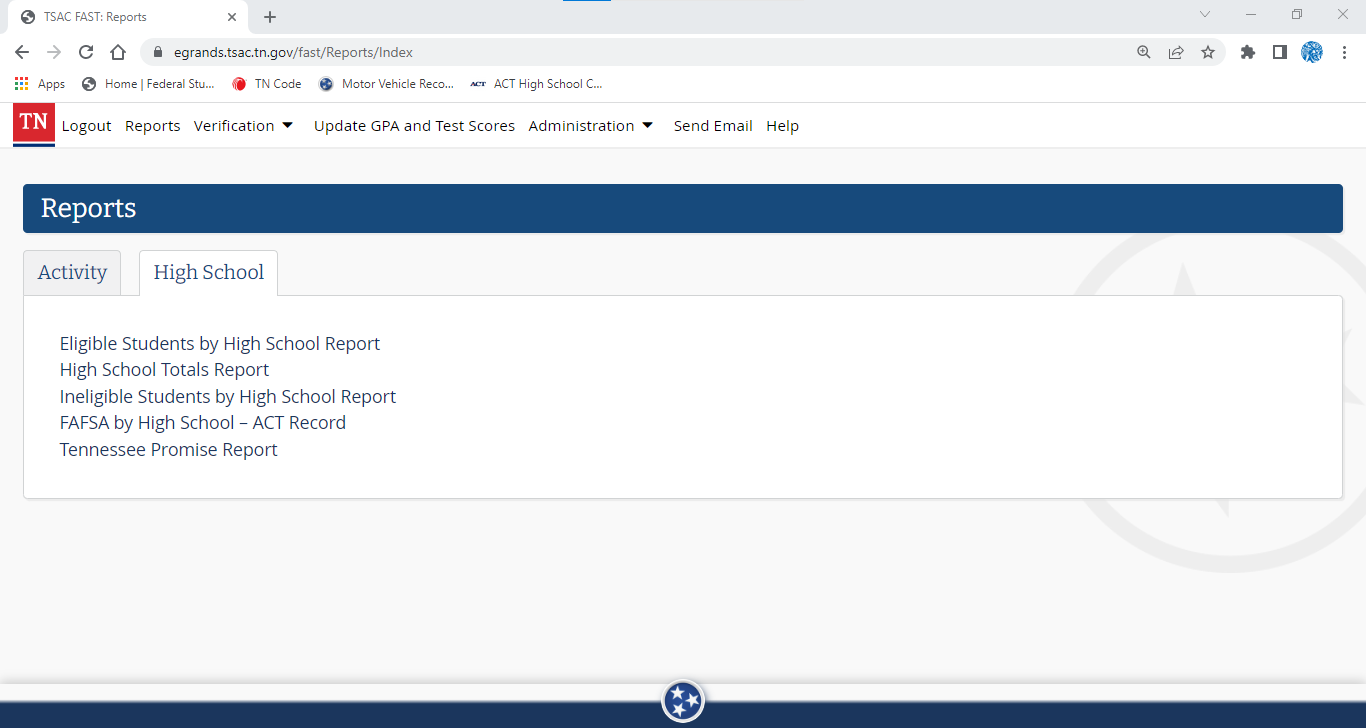 TSAC FAST: Reports
egrands.tsac.tn.gov/fast/Reports/Index
Apps Home | Federal Stu... TN Code Motor Vehicle Reco... ACT ACT High School C...
TN Logout Reports Verification Update GPA and Test Scores Administration Send Email Help
Reports
Activity High School
Eligible Students by High School Report
High School Totals Report
Ineligible Students by High School Report
FAFSA by High School – ACT Record
Tennessee Promise Report